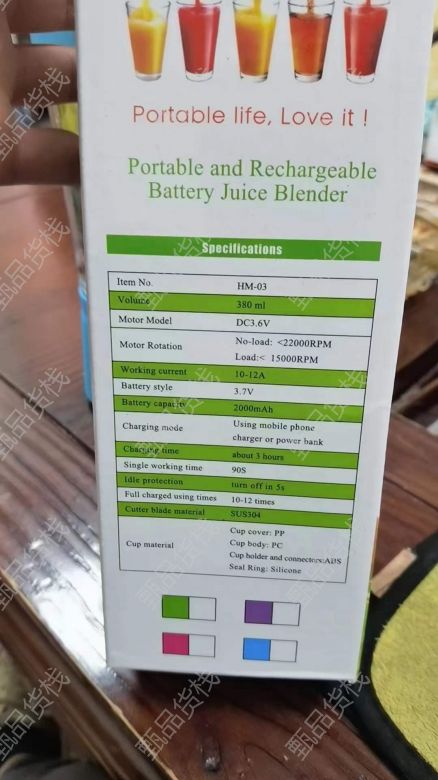 Portable life, Love it !
Portable and Rechargeable
Battery Juice Blender
Specifications
Item No. HM-03
Volume 380 ml
Motor Model DC3.6V
Motor Rotation No-load: <22000RPM
Load:< 15000RPM
Working current 10-12A
Battery style 3.7V
Battery capacity 2000mAh
Charging mode Using mobile phone
charger or power bank
Charging time about 3 hours
Single working time 90S
Idle protection turn off in 5s
Full charged using times 10-12 times
Cutter blade material SUS304
Cup material Cup cover: PP
Cup body: PC
Cup holder and connectors:ABS
Seal Ring: Silicone
甄品货栈